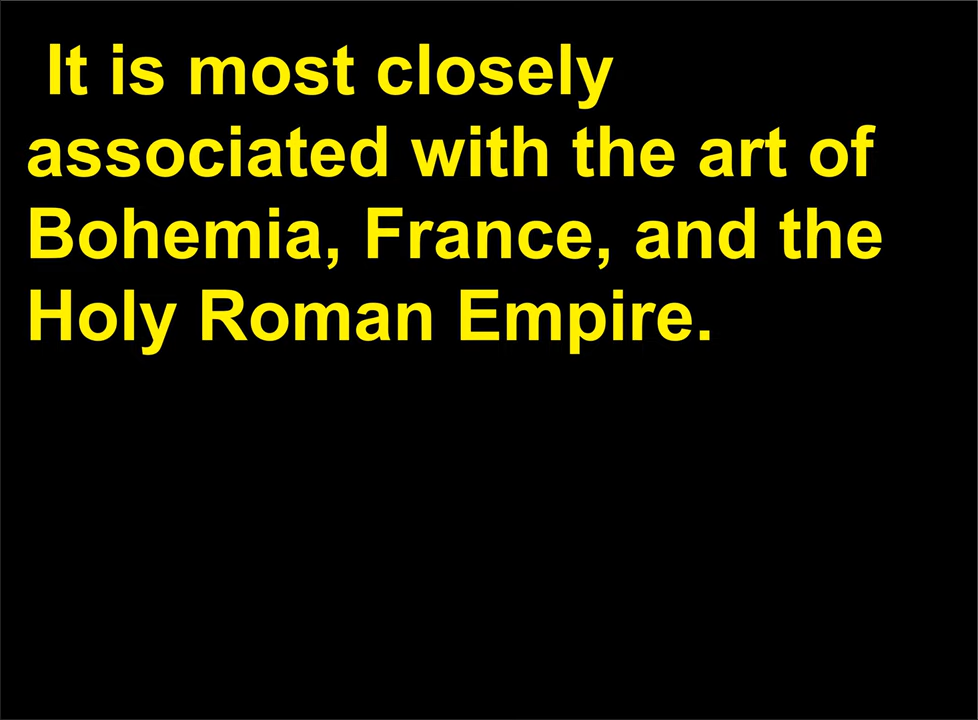 It is most closely
associated with the art of
Bohemia, France, and the
Holy Roman Empire.